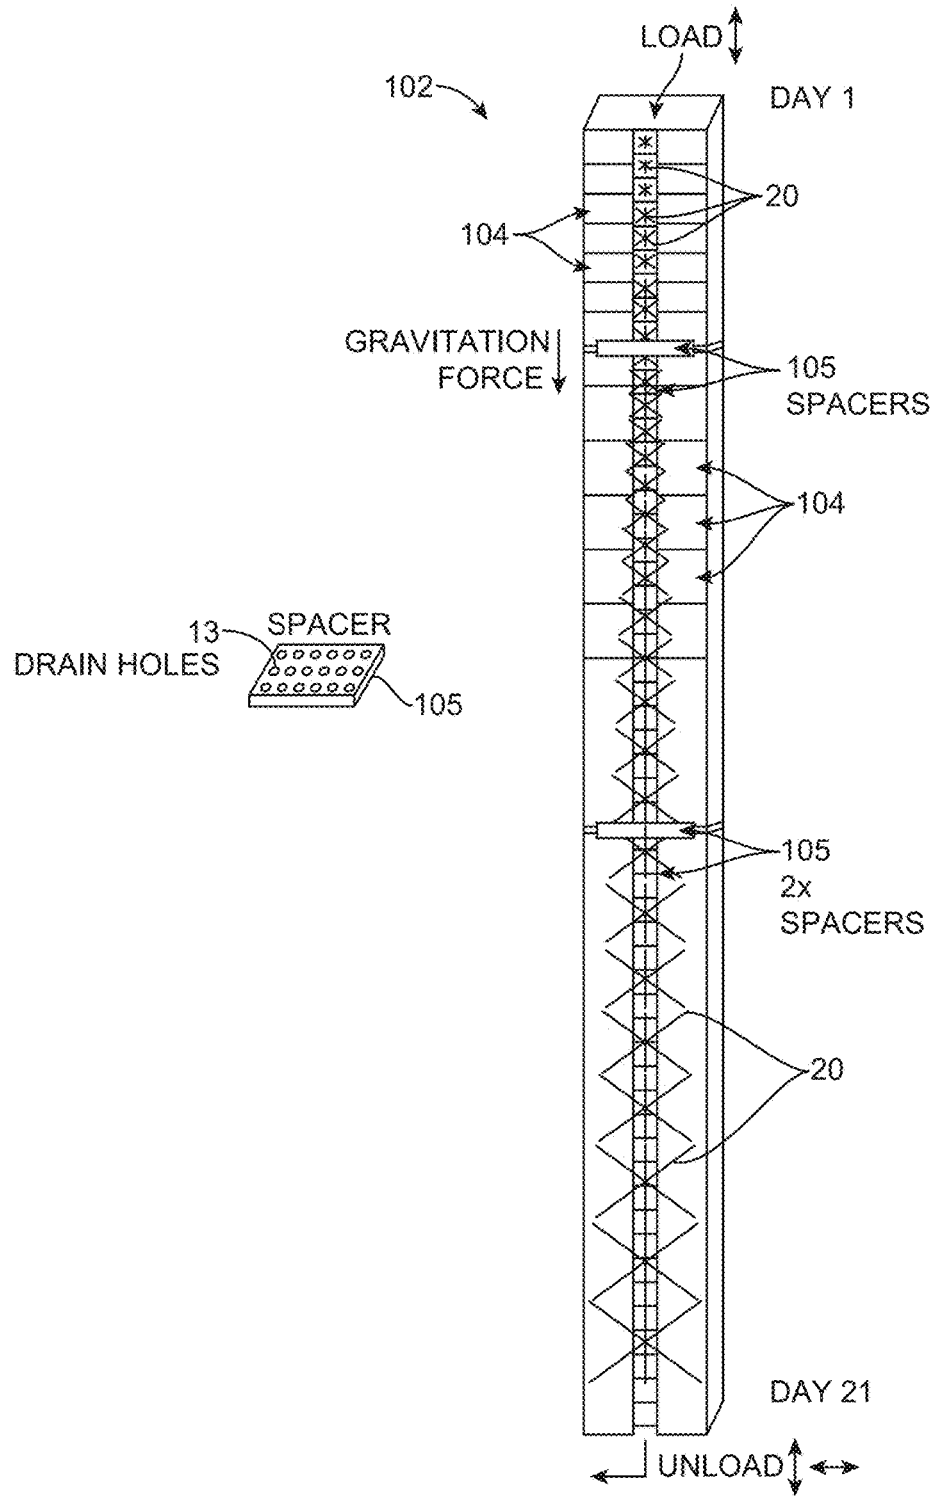 LOAD
102
DAY 1
20
104
GRAVITATION
FORCE
105
SPACERS
104
SPACER
13
DRAIN HOLES
105
105
2x
SPACERS
20
DAY 21
UNLOAD